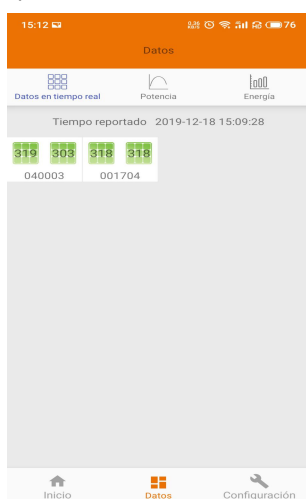 15:12 76
Datos
Datos en tiempo real Potencia Energía
Tiempo reportado 2019-12-18 15:09:28
319 303 318 318
040003 001704
Inicio Datos Configuración